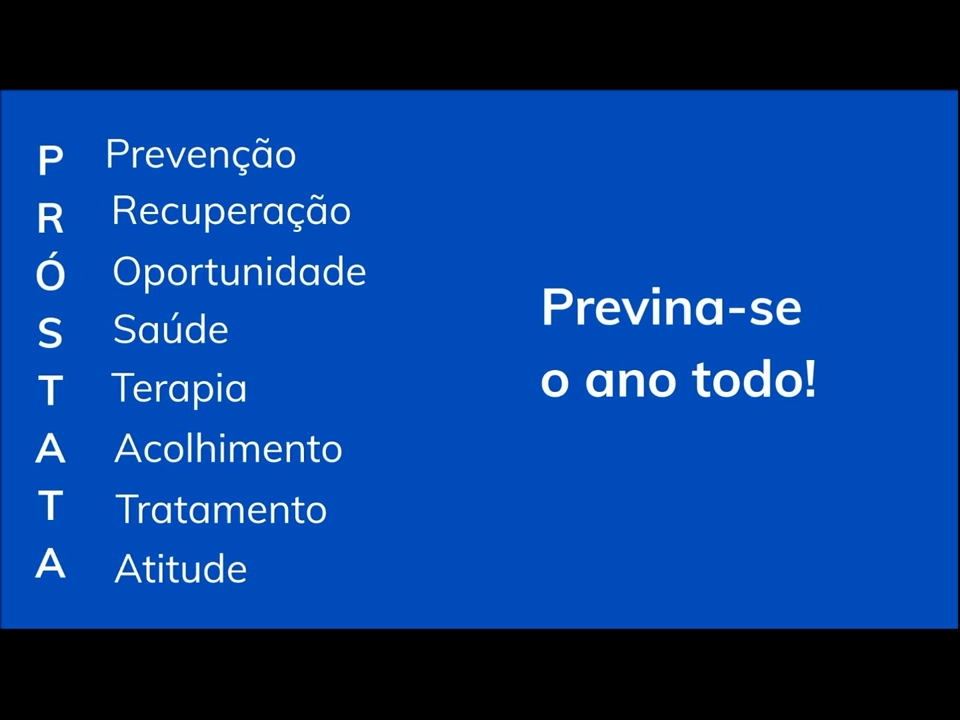 P Prevenção
R Recuperação
Ó Oportunidade
S Saúde
T Terapia
A Acolhimento
T Tratamento
A Atitude
Previna-se
o ano todo!